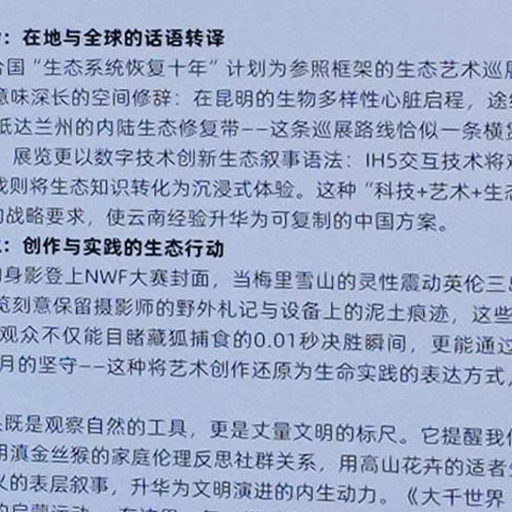 ：在地与全球的话语转译
合国“生态系统恢复十年”计划为参照框架的生态艺术巡展
意味深长的空间修辞：在昆明的生物多样性心脏启程，途经
抵达兰州的内陆生态修复带——这条巡展路线恰似一条横贯
展览更以数字技术创新生态叙事语法：IH5交互技术将
戏则将生态知识转化为沉浸式体验。这种“科技+艺术+生态
的战略要求，使云南经验升华为可复制的中国方案。
：创作与实践的生态行动
的身影登上NWF大赛封面，当梅里雪山的灵性震动英伦三岛
览刻意保留摄影师的野外札记与设备上的泥土痕迹，这些
观众不仅能目睹藏狐捕食的0.01秒决胜瞬间，更能通过
月的坚守——这种将艺术创作还原为生命实践的表达方式，
既是观察自然的工具，更是丈量文明的标尺。它提醒我们
用滇金丝猴的家庭伦理反思社群关系，用高山花卉的适者生
义的表层叙事，升华为文明演进的内生动力。《大千世界